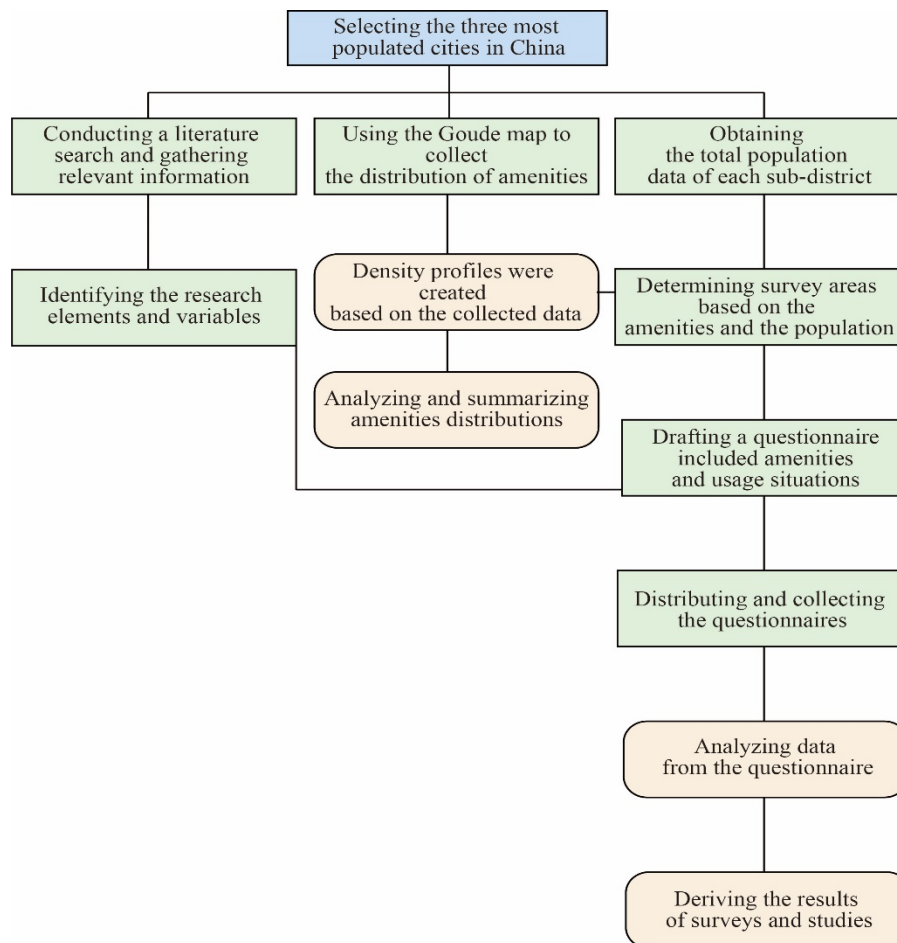 Selecting the three most
populated cities in China
Conducting a literature
search and gathering
relevant information
Using the Goude map to
collect
the distribution of amenities
Obtaining
the total population
data of each sub-district
Identifying the research
elements and variables
Density profiles were
created
based on the collected data
Determining survey areas
based on the
amenities and the population
Analyzing and summarizing
amenities distributions
Drafting a questionnaire
included amenities
and usage situations
Distributing and collecting
the questionnaires
Analyzing data
from the questionnaire
Deriving the results
of surveys and studies